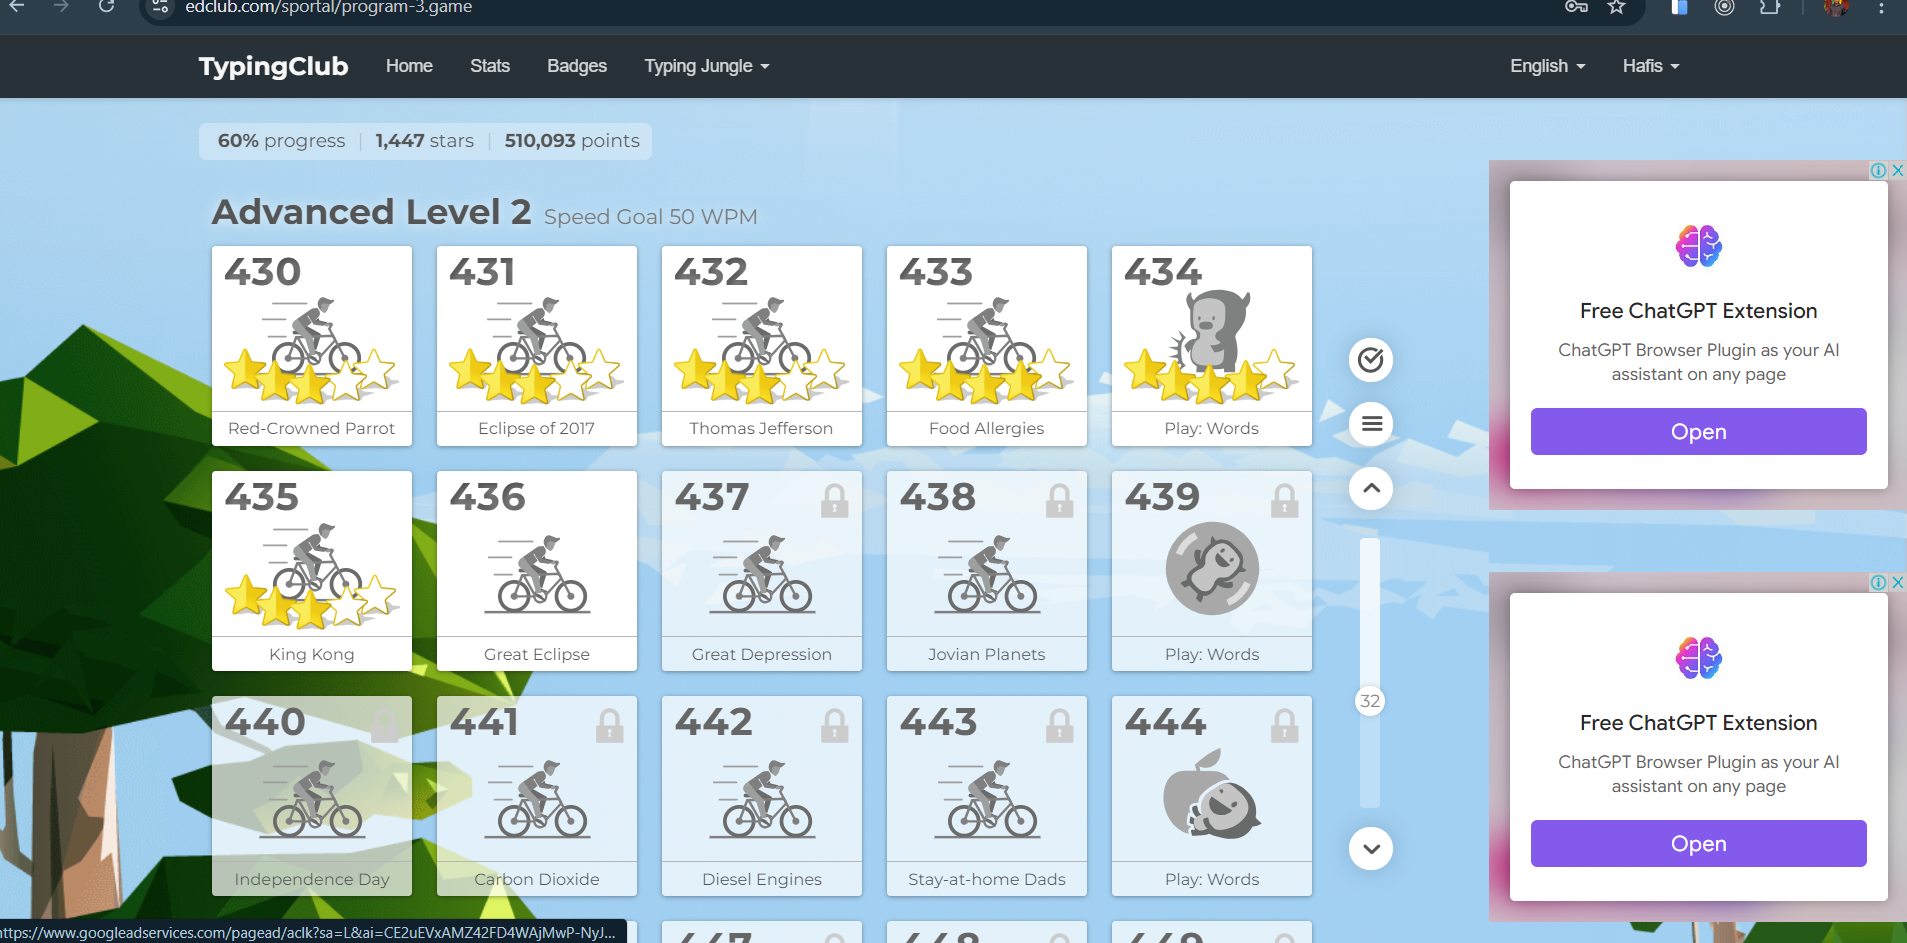 edclub.com/sportal/program-3.game
TypingClub Home Stats Badges Typing Jungle English Hafis
60% progress 1,447 stars 510,093 points
Advanced Level 2 Speed Goal 50 WPM
430 431 432 433 434
Red-Crowned Parrot Eclipse of 2017 Thomas Jefferson Food Allergies Play: Words
435 436 437 438 439
King Kong Great Eclipse Great Depression Jovian Planets Play: Words
32
440 441 442 443 444
Independence Day Carbon Dioxide Diesel Engines Stay-at-home Dads Play: Words
447 448 449
Free ChatGPT Extension
ChatGPT Browser Plugin as your AI
assistant on any page
Open
Free ChatGPT Extension
ChatGPT Browser Plugin as your AI
assistant on any page
Open
https://www.googleadservices.com/pagead/aclk?sa=L&ai=CE2uEVxAMZ42FD4WAjMwP-NyJ...